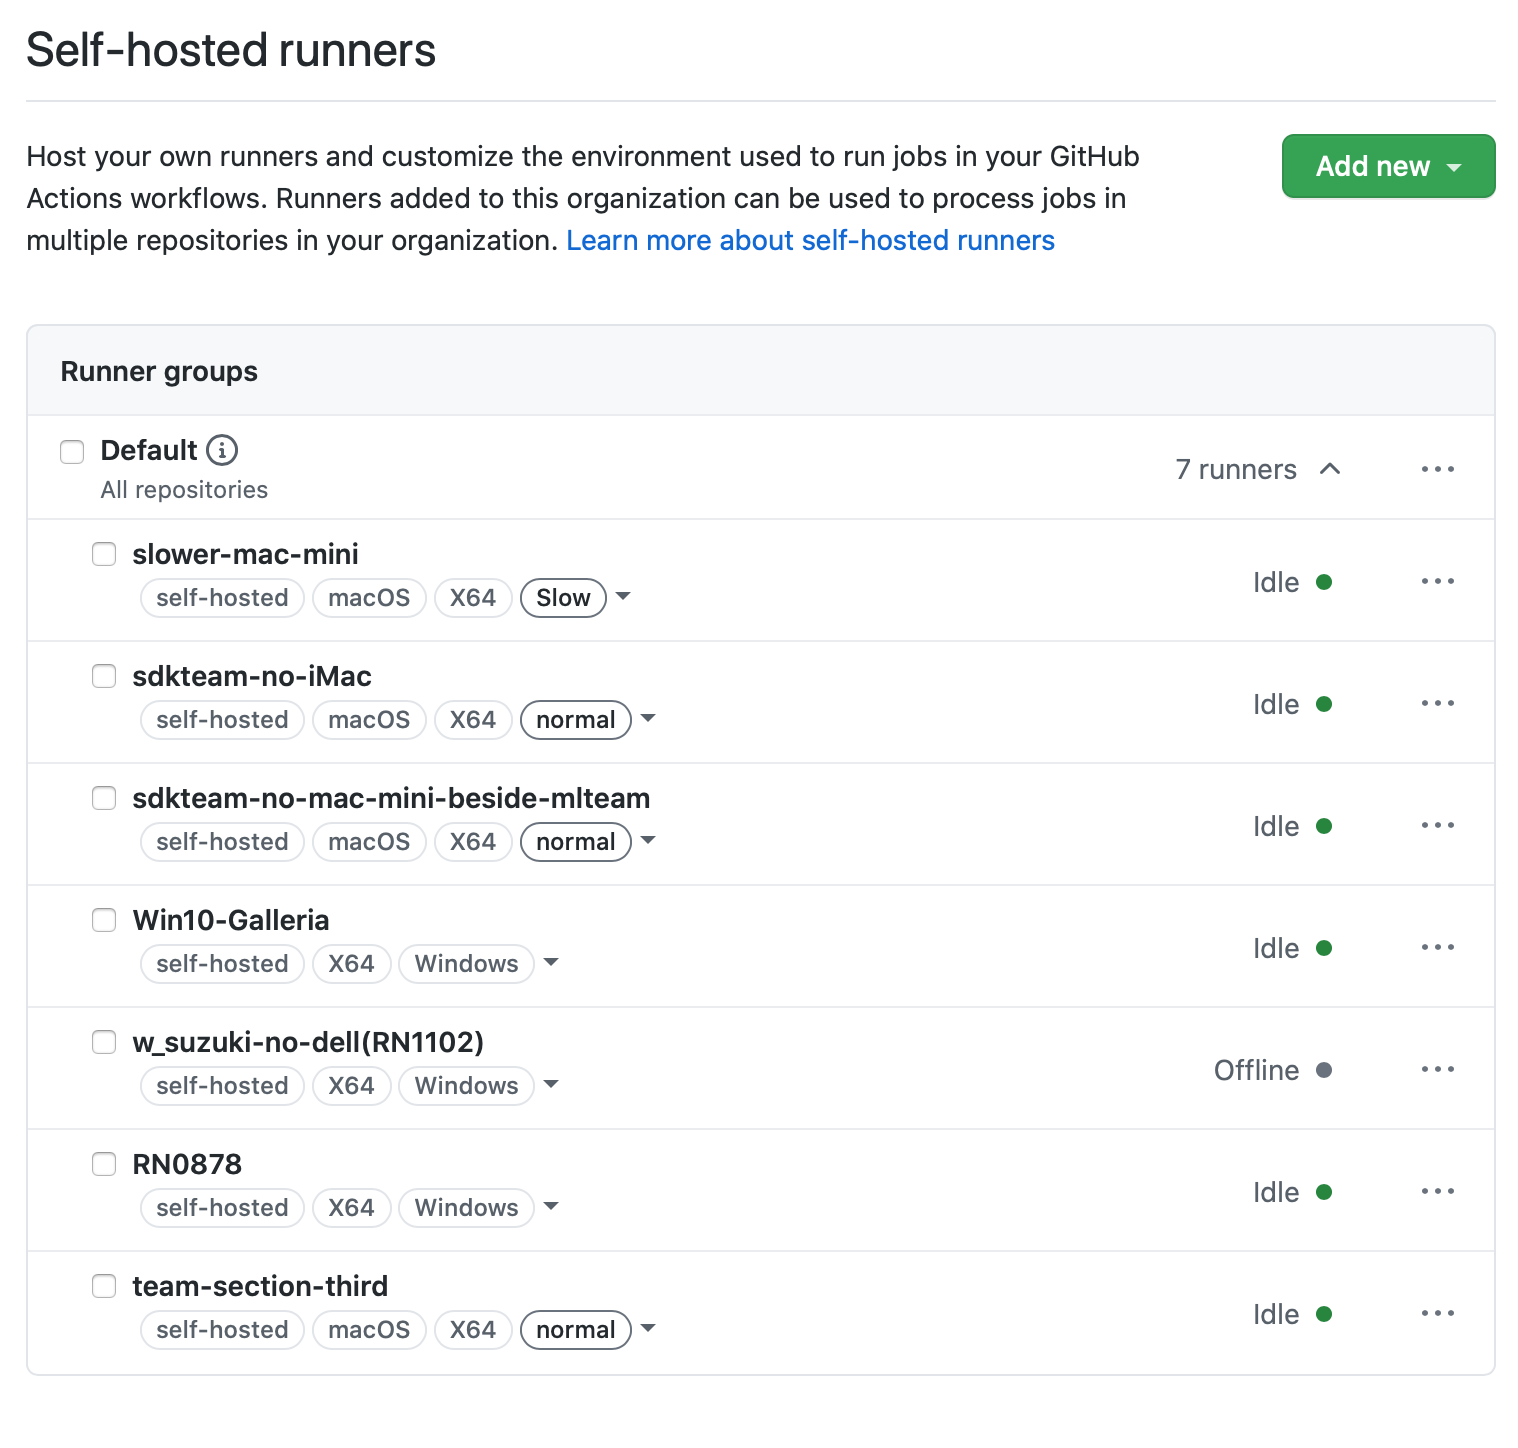 Self-hosted runners
Host your own runners and customize the environment used to run jobs in your GitHub
Add new
Actions workflows. Runners added to this organization can be used to process jobs in
multiple repositories in your organization. Learn more about self-hosted runners
Runner groups
Default
All repositories
7 runners
slower-mac-mini
self-hosted macOS X64 Slow
Idle
sdkteam-no-iMac
self-hosted macOS X64 normal
Idle
sdkteam-no-mac-mini-beside-mlteam
self-hosted macOS X64 normal
Idle
Win10-Galleria
self-hosted X64 Windows
Idle
w_suzuki-no-dell(RN1102)
self-hosted X64 Windows
Offline
RN0878
self-hosted X64 Windows
Idle
team-section-third
self-hosted macOS X64 normal
Idle